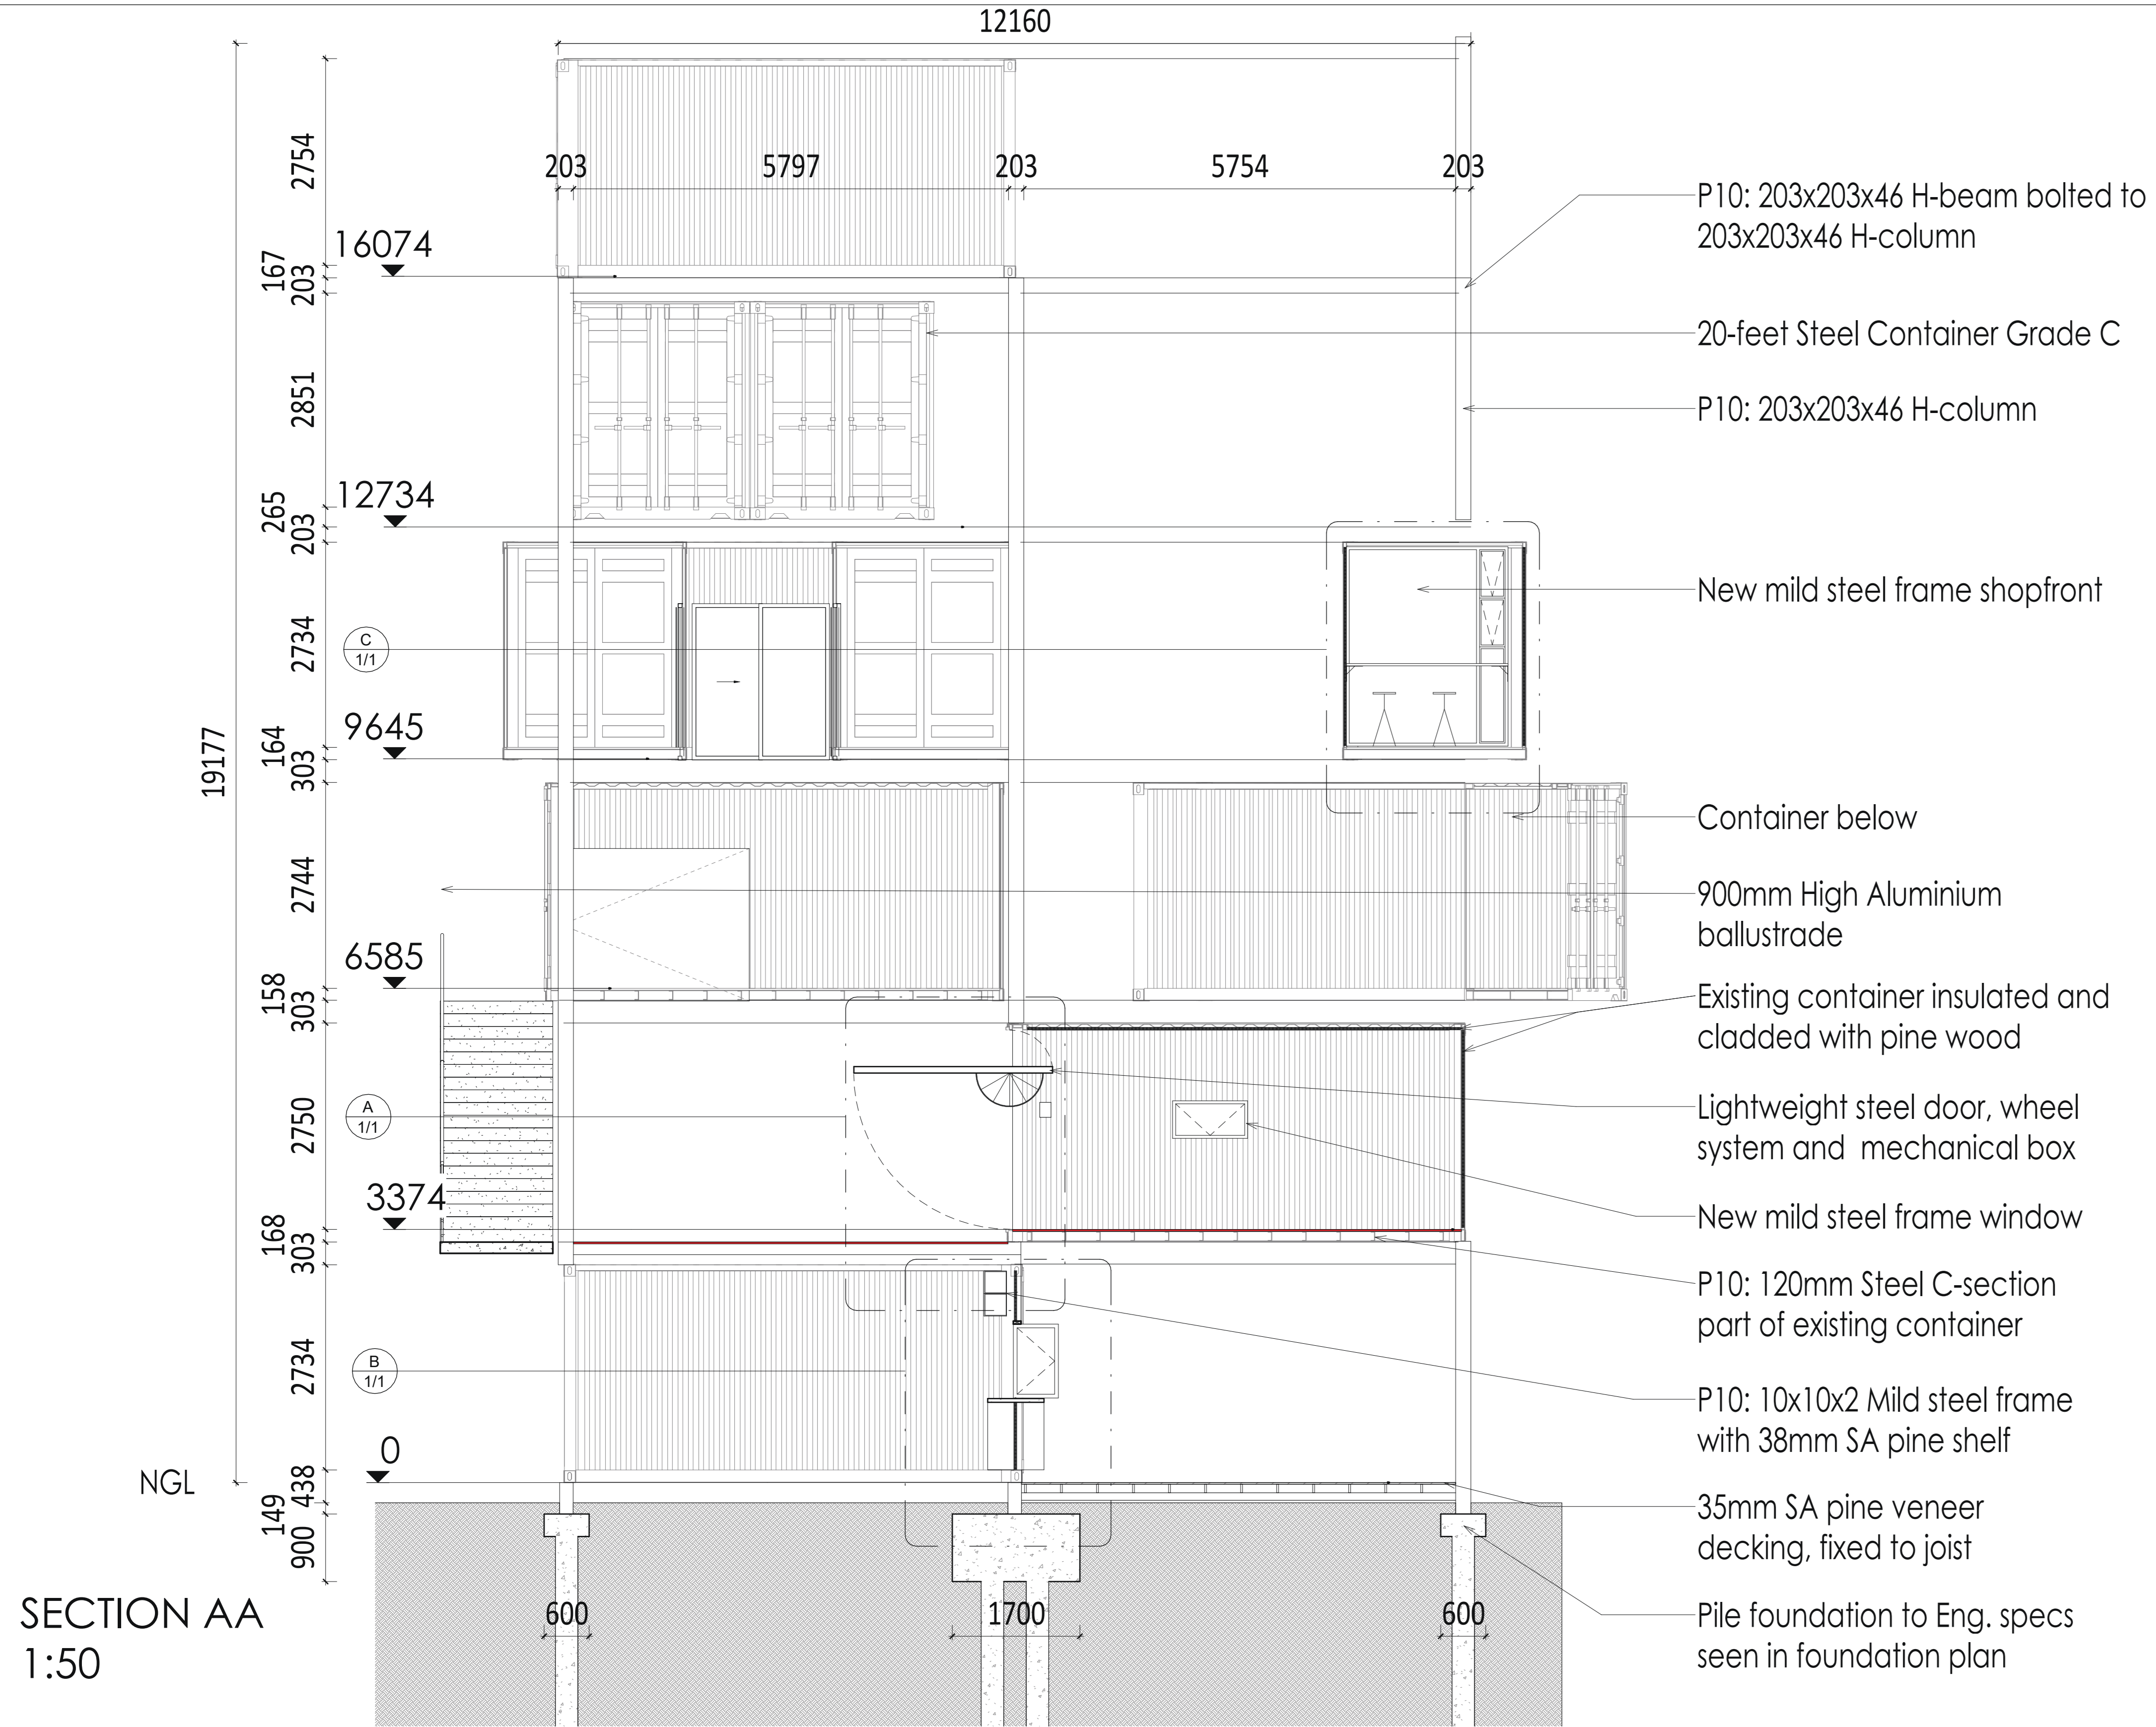 12160
203 5797 203 5754 203
2754
167
203
2851
265
203
2734
164
303
2744
158
303
2750
168
303
2734
438
149
900
19177
16074
12734
9645
6585
3374
0
NGL
C
1/1
A
1/1
B
1/1
P10: 203x203x46 H-beam bolted to
203x203x46 H-column
20-feet Steel Container Grade C
P10: 203x203x46 H-column
New mild steel frame shopfront
Container below
900mm High Aluminium
ballustrade
Existing container insulated and
cladded with pine wood
Lightweight steel door, wheel
system and mechanical box
New mild steel frame window
P10: 120mm Steel C-section
part of existing container
P10: 10x10x2 Mild steel frame
with 38mm SA pine shelf
35mm SA pine veneer
decking, fixed to joist
Pile foundation to Eng. specs
seen in foundation plan
600 1700 600
SECTION AA
1:50